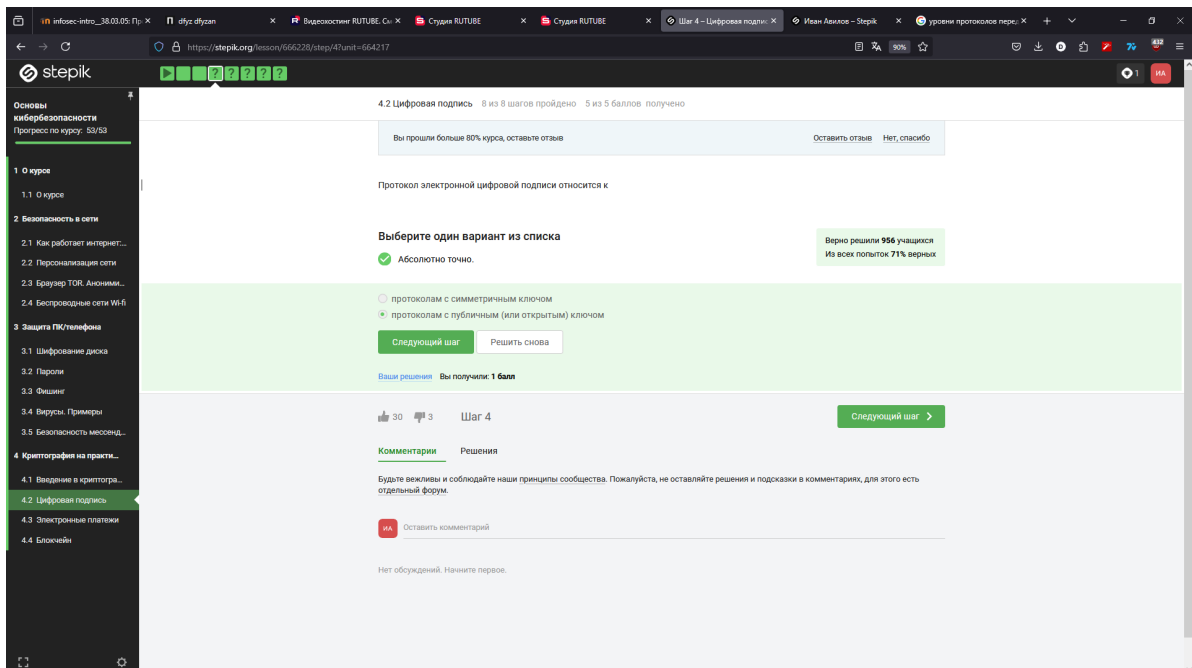 infosec-intro__38.03.05: Пр
dfyz dfyzan
Видеохостинг RUTUBE. См
Студия RUTUBE
Студия RUTUBE
Шаг 4 – Цифровая подпис
Иван Авилов – Stepik
уровни протоколов перед
https://stepik.org/lesson/666228/step/4?unit=664217
90%
432
stepik
? ? ? ? ?
1
ИА
Основы кибербезопасности
Прогресс по курсу: 53/53
1 О курсе
1.1 О курсе
2 Безопасность в сети
2.1 Как работает интернет:...
2.2 Персонализация сети
2.3 Браузер TOR. Аноними...
2.4 Беспроводные сети Wi-fi
3 Защита ПК/телефона
3.1 Шифрование диска
3.2 Пароли
3.3 Фишинг
3.4 Вирусы. Примеры
3.5 Безопасность мессенд...
4 Криптография на практи...
4.1 Введение в криптогра...
4.2 Цифровая подпись
4.3 Электронные платежи
4.4 Блокчейн
4.2 Цифровая подпись 8 из 8 шагов пройдено 5 из 5 баллов получено
Вы прошли больше 80% курса, оставьте отзыв
Оставить отзыв Нет, спасибо
Протокол электронной цифровой подписи относится к
Выберите один вариант из списка
Абсолютно точно.
Верно решили 956 учащихся
Из всех попыток 71% верных
протоколам с симметричным ключом
протоколам с публичным (или открытым) ключом
Следующий шаг Решить снова
Ваши решения Вы получили: 1 балл
30 3 Шаг 4
Следующий шаг
Комментарии Решения
Будьте вежливы и соблюдайте наши принципы сообщества. Пожалуйста, не оставляйте решения и подсказки в комментариях, для этого есть
отдельный форум.
ИА Оставить комментарий
Нет обсуждений. Начните первое.